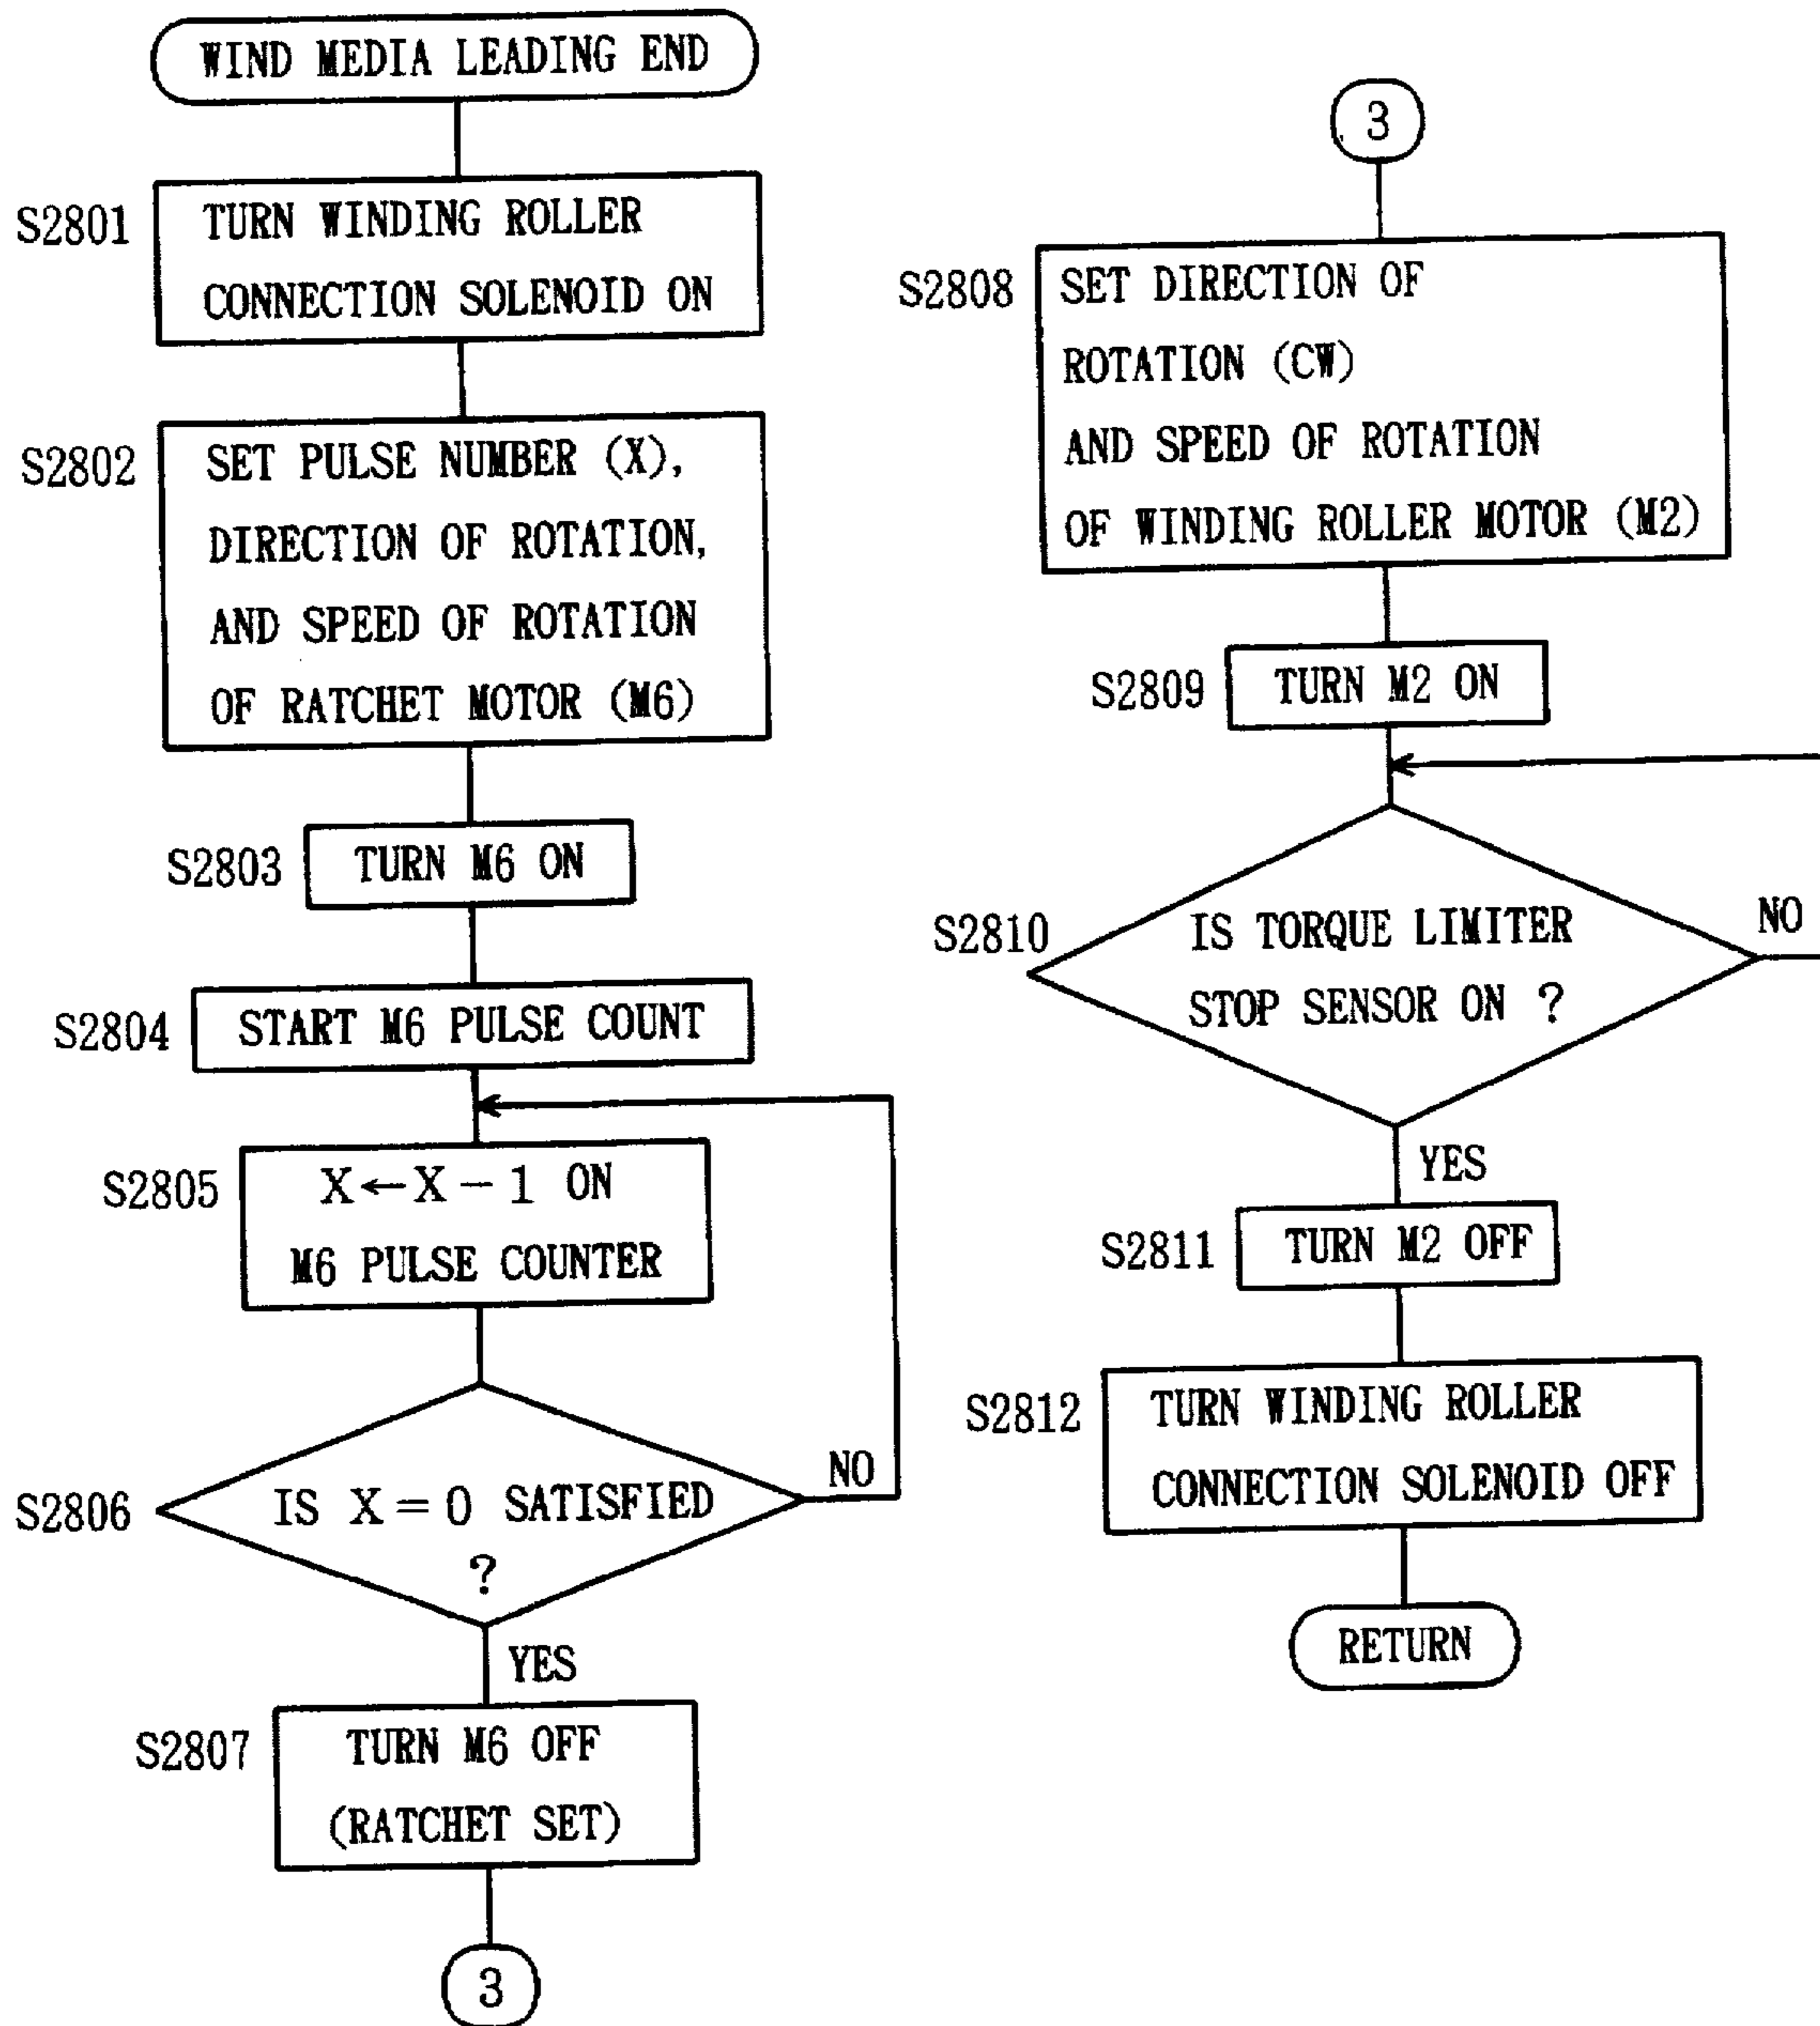 WIND MEDIA LEADING END
S2801
TURN WINDING ROLLER
CONNECTION SOLENOID ON
S2802
SET PULSE NUMBER (X),
DIRECTION OF ROTATION,
AND SPEED OF ROTATION
OF RATCHET MOTOR (M6)
S2803
TURN M6 ON
S2804
START M6 PULSE COUNT
S2805
X←X−1 ON
M6 PULSE COUNTER
S2806
IS X=0 SATISFIED
?
NO
YES
S2807
TURN M6 OFF
(RATCHET SET)
3
3
S2808
SET DIRECTION OF
ROTATION (CW)
AND SPEED OF ROTATION
OF WINDING ROLLER MOTOR (M2)
S2809
TURN M2 ON
S2810
IS TORQUE LIMITER
STOP SENSOR ON ?
NO
YES
S2811
TURN M2 OFF
S2812
TURN WINDING ROLLER
CONNECTION SOLENOID OFF
RETURN